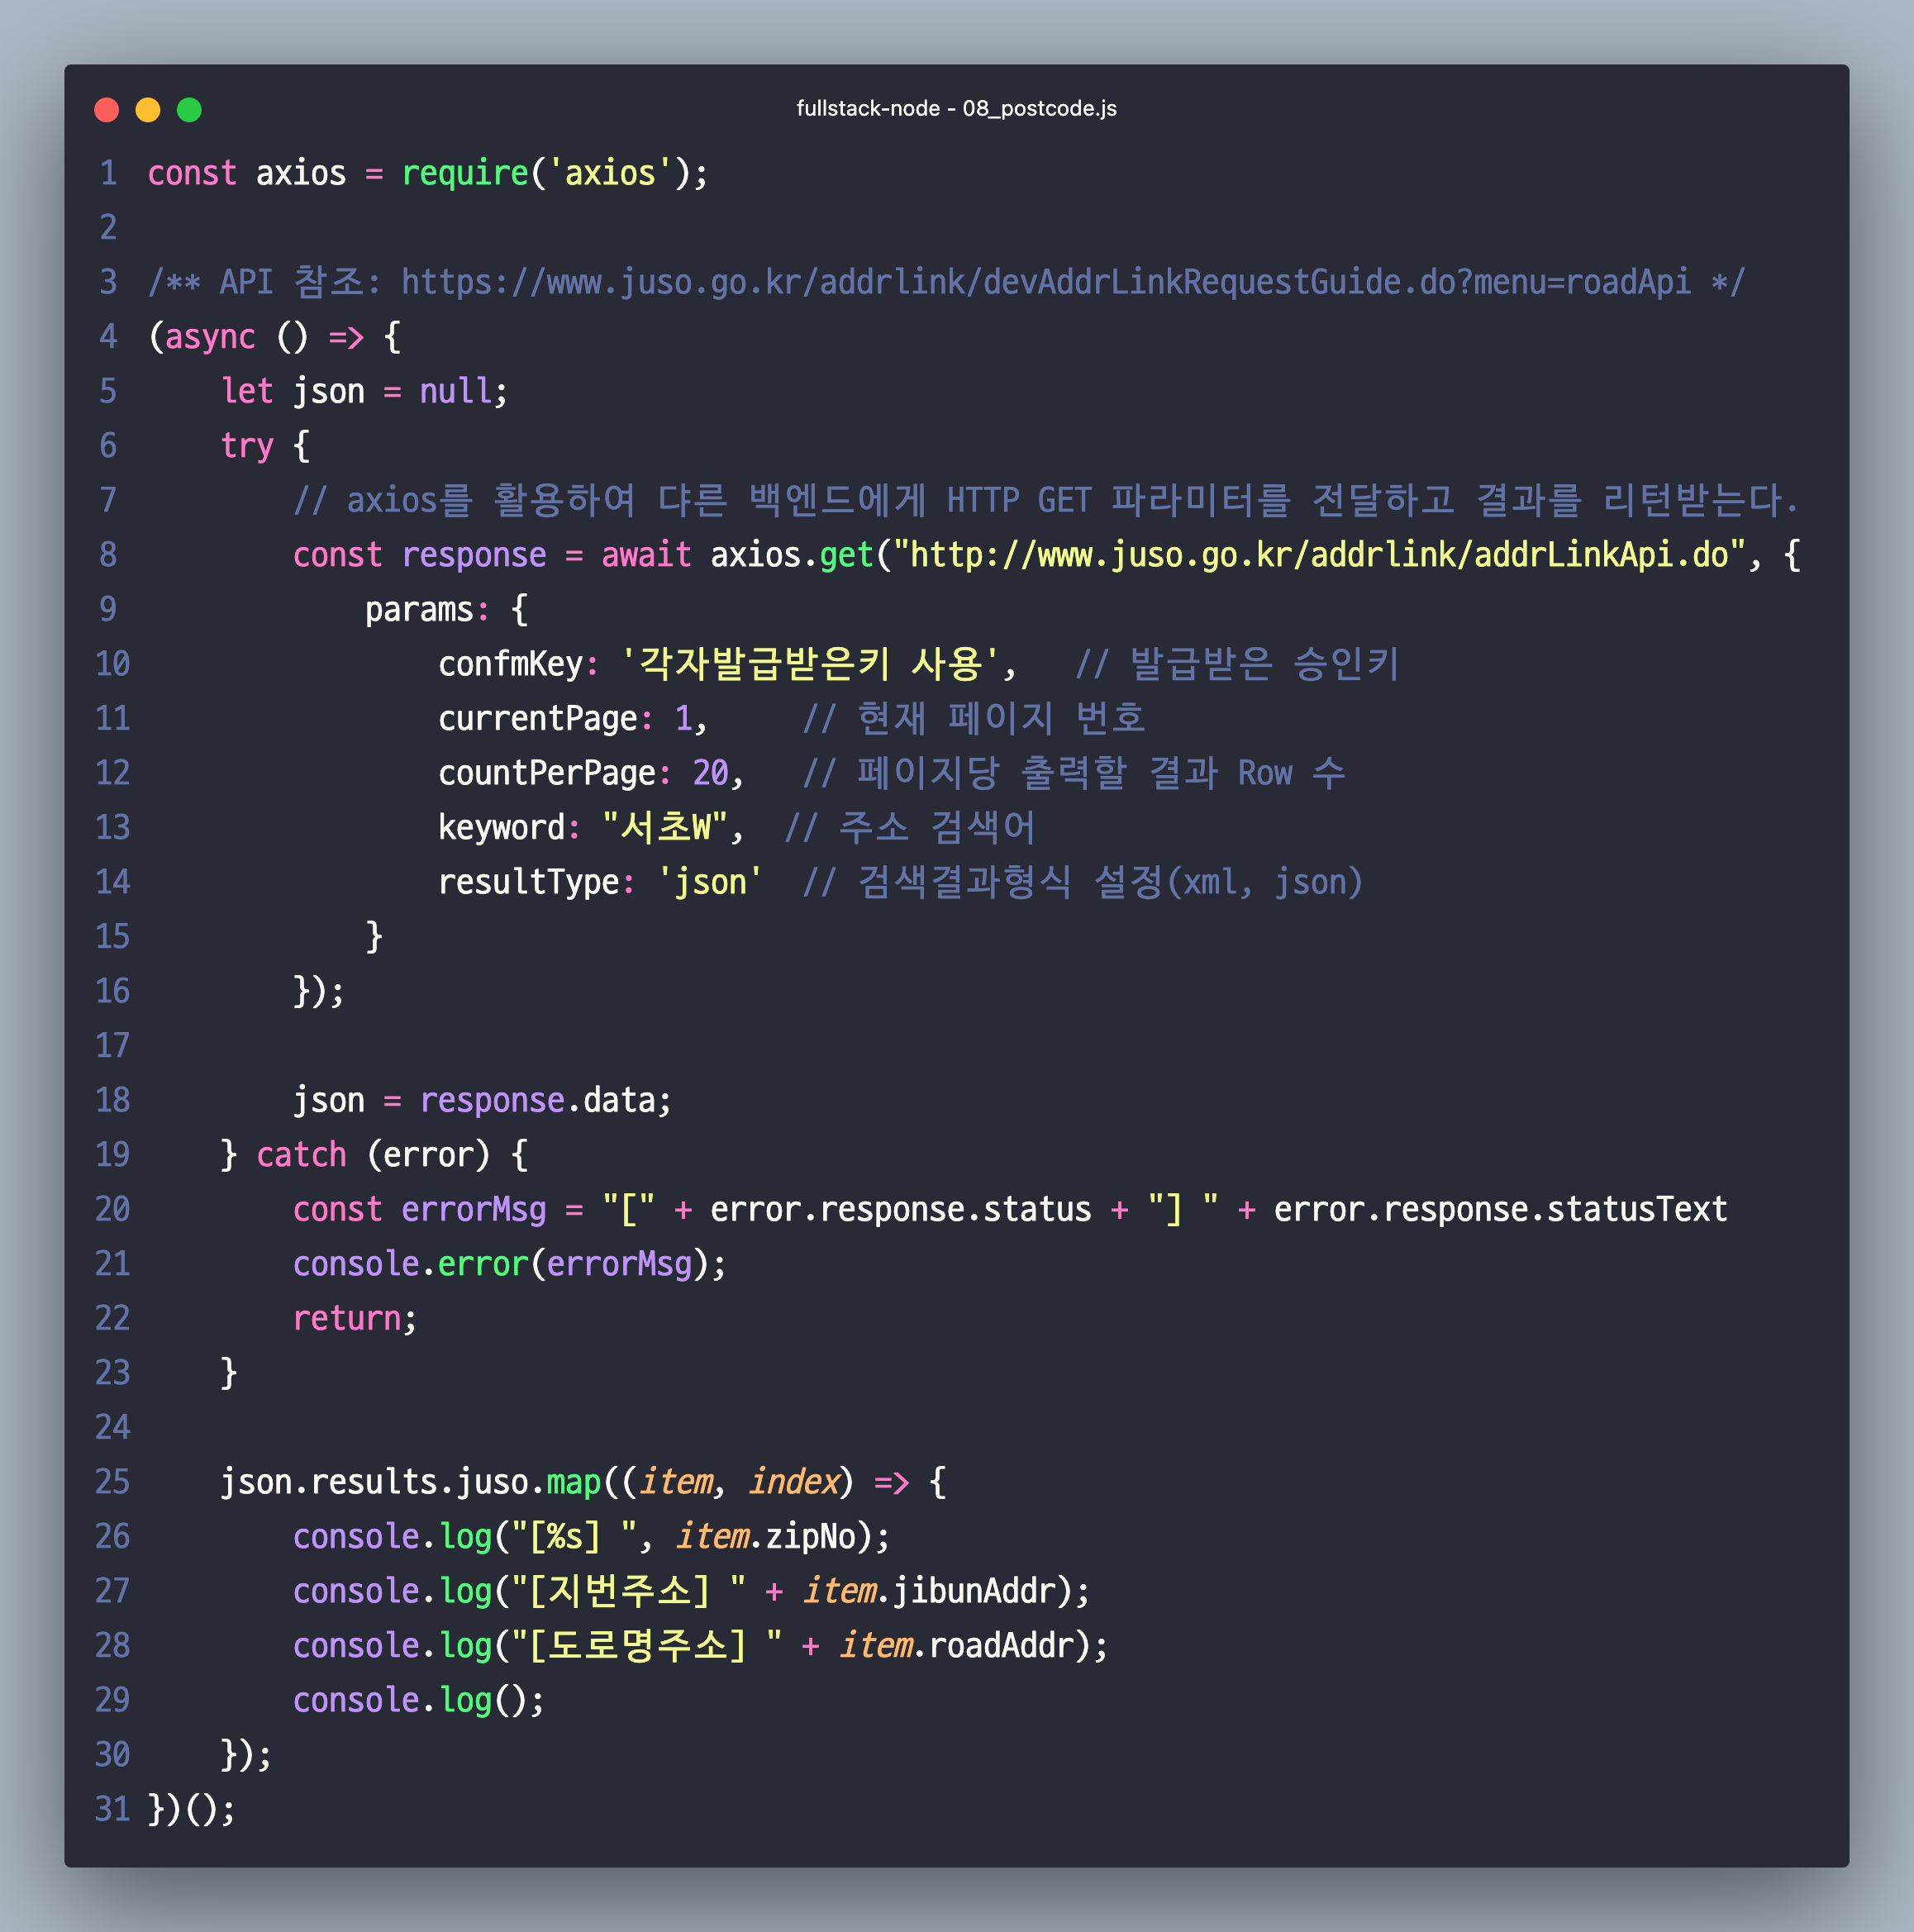 fullstack-node - 08_postcode.js
1 const axios = require('axios');
2
3 /** API 참조: https://www.juso.go.kr/addrlink/devAddrLinkRequestGuide.do?menu=roadApi */
4 (async () => {
5     let json = null;
6     try {
7         // axios를 활용하여 댜른 백엔드에게 HTTP GET 파라미터를 전달하고 결과를 리턴받는다.
8         const response = await axios.get("http://www.juso.go.kr/addrlink/addrLinkApi.do", {
9             params: {
10                 confmKey: '각자발급받은키 사용',   // 발급받은 승인키
11                 currentPage: 1,     // 현재 페이지 번호
12                 countPerPage: 20,   // 페이지당 출력할 결과 Row 수
13                 keyword: "서초W",  // 주소 검색어
14                 resultType: 'json'  // 검색결과형식 설정(xml, json)
15             }
16         });
17
18         json = response.data;
19     } catch (error) {
20         const errorMsg = "[" + error.response.status + "] " + error.response.statusText
21         console.error(errorMsg);
22         return;
23     }
24
25     json.results.juso.map((item, index) => {
26         console.log("[%s] ", item.zipNo);
27         console.log("[지번주소] " + item.jibunAddr);
28         console.log("[도로명주소] " + item.roadAddr);
29         console.log();
30     });
31 })();